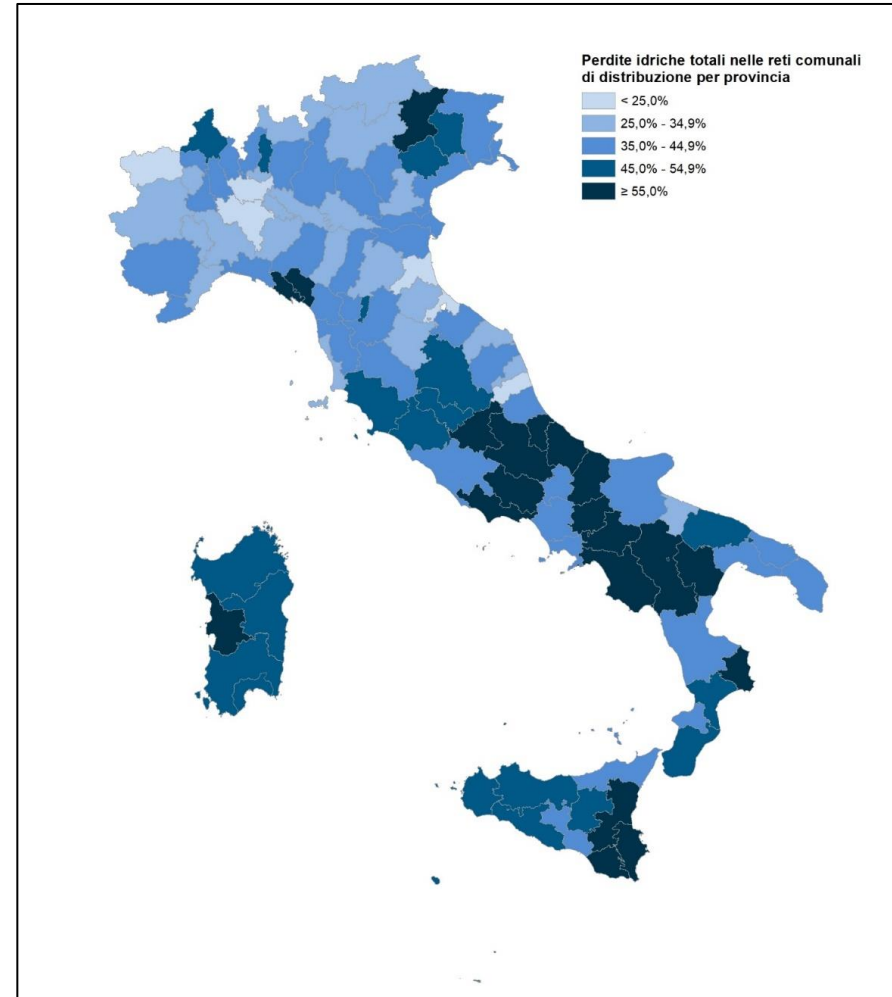 Perdite idriche totali nelle reti comunali
di distribuzione per provincia
< 25,0%
25,0% - 34,9%
35,0% - 44,9%
45,0% - 54,9%
≥ 55,0%